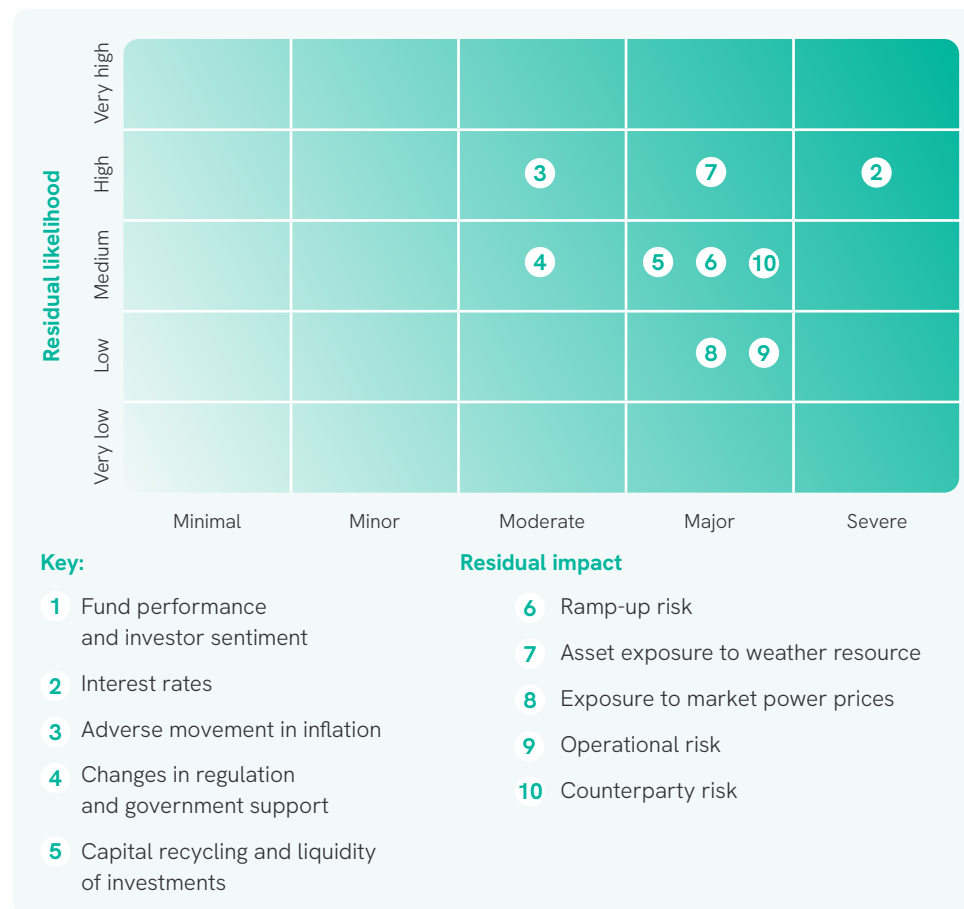 Residual likelihood
Very high
High
Medium
Low
Very low
3
7
2
4
5
6
10
8
9
Minimal
Minor
Moderate
Major
Severe
Residual impact
Key:
1 Fund performance
and investor sentiment
2 Interest rates
3 Adverse movement in inflation
4 Changes in regulation
and government support
5 Capital recycling and liquidity
of investments
6 Ramp-up risk
7 Asset exposure to weather resource
8 Exposure to market power prices
9 Operational risk
10 Counterparty risk